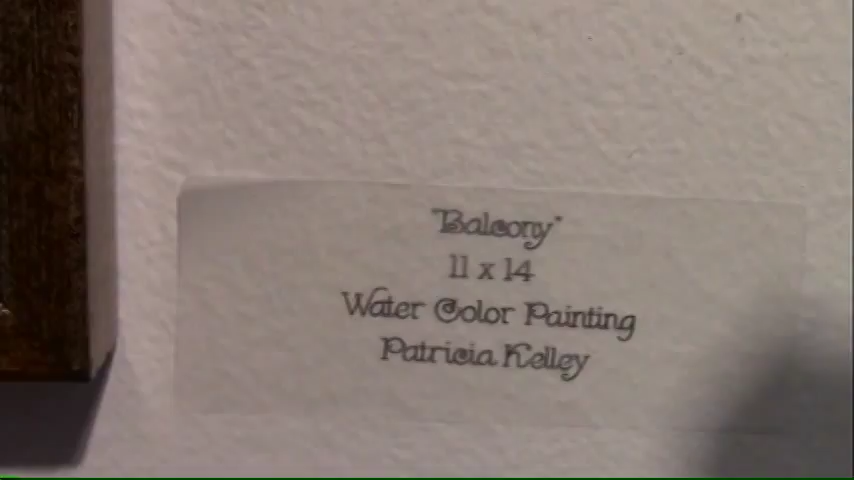 "Balcony"
11 x 14
Water Color Painting
Patricia Kelley